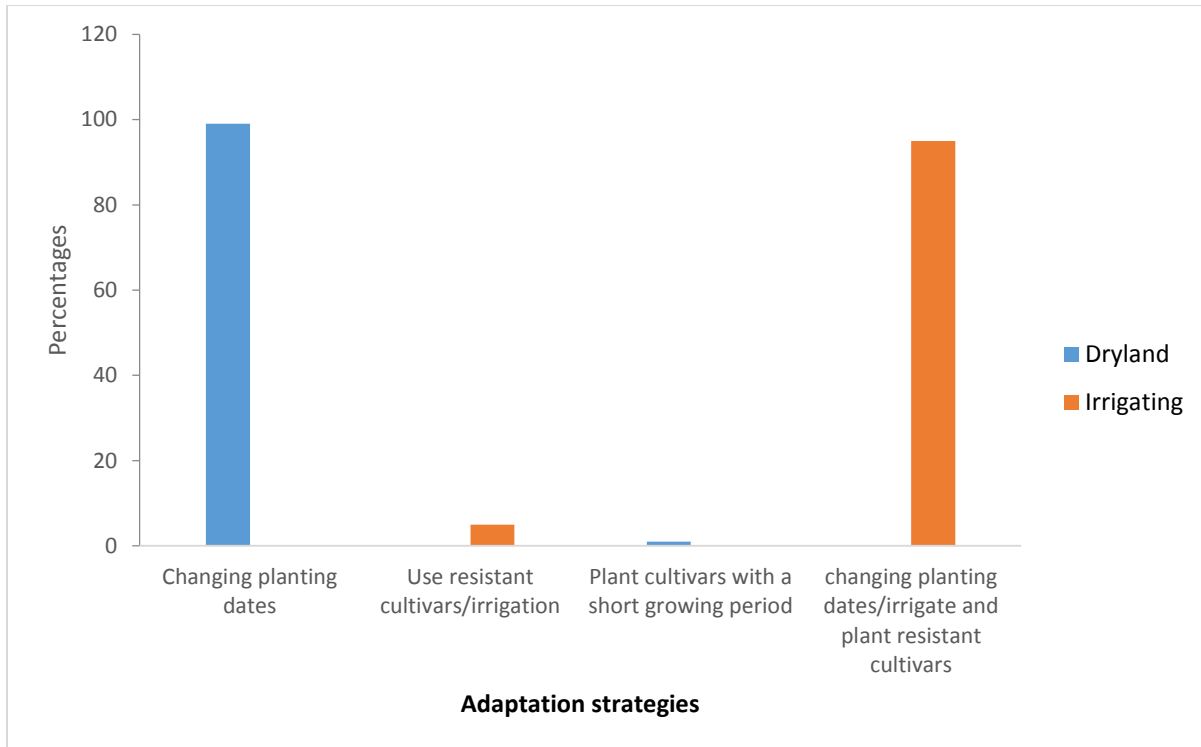 120
100
80
60
40
20
0
Percentages
Changing planting
dates
Use resistant
cultivars/irrigation
Plant cultivars with a
short growing period
changing planting
dates/irrigate and
plant resistant
cultivars
Adaptation strategies
Dryland
Irrigating